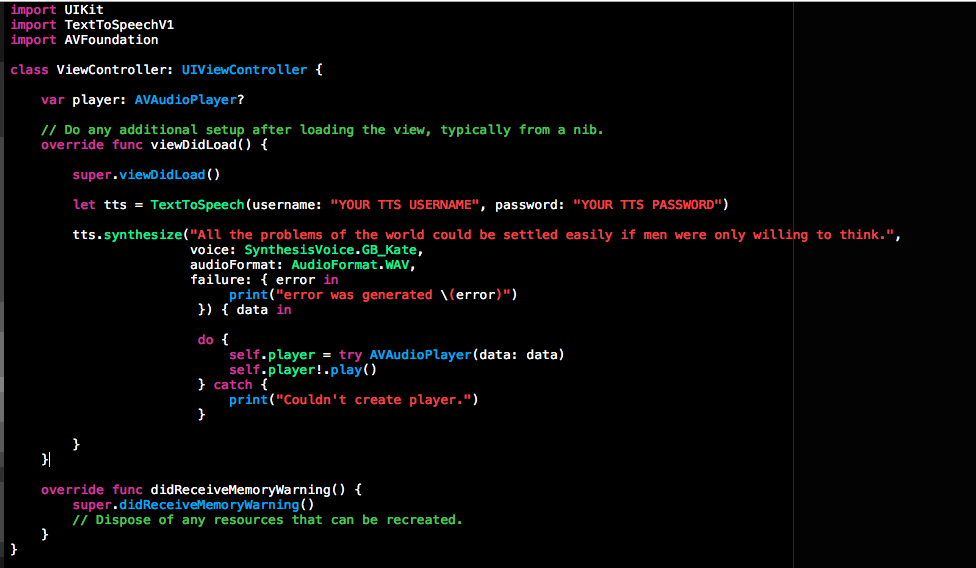 import UIKit
import TextToSpeechV1
import AVFoundation
class ViewController: UIViewController {
var player: AVAudioPlayer?
// Do any additional setup after loading the view, typically from a nib.
override func viewDidLoad() {
super.viewDidLoad()
let tts = TextToSpeech(username: "YOUR TTS USERNAME", password: "YOUR TTS PASSWORD")
tts.synthesize("All the problems of the world could be settled easily if men were only willing to think.",
voice: SynthesisVoice.GB_Kate,
audioFormat: AudioFormat.WAV,
failure: { error in
print("error was generated \(error)")
}) { data in
do {
self.player = try AVAudioPlayer(data: data)
self.player!.play()
} catch {
print("Couldn't create player.")
}
}
}
override func didReceiveMemoryWarning() {
super.didReceiveMemoryWarning()
// Dispose of any resources that can be recreated.
}
}